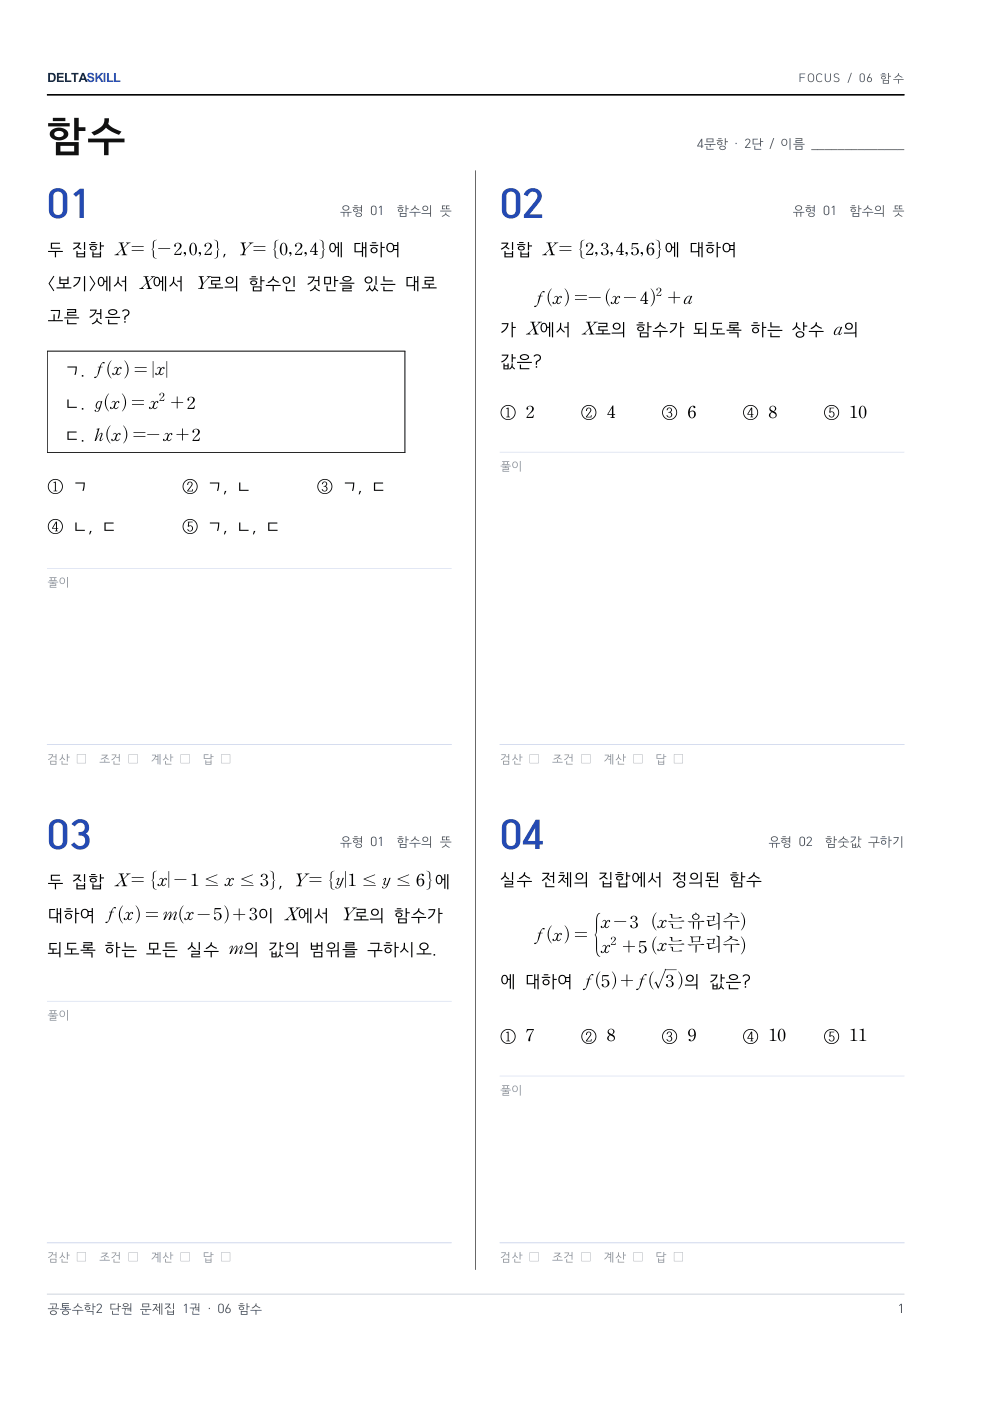 DELTASKILL
FOCUS / 06 함수
함수
4문항 · 2단 / 이름 ____________
01
유형 01 함수의 뜻
두 집합 X={−2,0,2}, Y={0,2,4}에 대하여
〈보기〉에서 X에서 Y로의 함수인 것만을 있는 대로
고른 것은?
ㄱ. f(x)=|x|
ㄴ. g(x)=x²+2
ㄷ. h(x)=−x+2
① ㄱ ② ㄱ, ㄴ ③ ㄱ, ㄷ
④ ㄴ, ㄷ ⑤ ㄱ, ㄴ, ㄷ
풀이
검산 □ 조건 □ 계산 □ 답 □
02
유형 01 함수의 뜻
집합 X={2,3,4,5,6}에 대하여
f(x)=−(x−4)²+a
가 X에서 X로의 함수가 되도록 하는 상수 a의
값은?
① 2 ② 4 ③ 6 ④ 8 ⑤ 10
풀이
검산 □ 조건 □ 계산 □ 답 □
03
유형 01 함수의 뜻
두 집합 X={x|−1≤x≤3}, Y={y|1≤y≤6}에
대하여 f(x)=m(x−5)+3이 X에서 Y로의 함수가
되도록 하는 모든 실수 m의 값의 범위를 구하시오.
풀이
검산 □ 조건 □ 계산 □ 답 □
04
유형 02 함숫값 구하기
실수 전체의 집합에서 정의된 함수
f(x)={x−3 (x는 유리수)
x²+5 (x는 무리수)
에 대하여 f(5)+f(√3)의 값은?
① 7 ② 8 ③ 9 ④ 10 ⑤ 11
풀이
검산 □ 조건 □ 계산 □ 답 □
공통수학2 단원 문제집 1권 · 06 함수
1